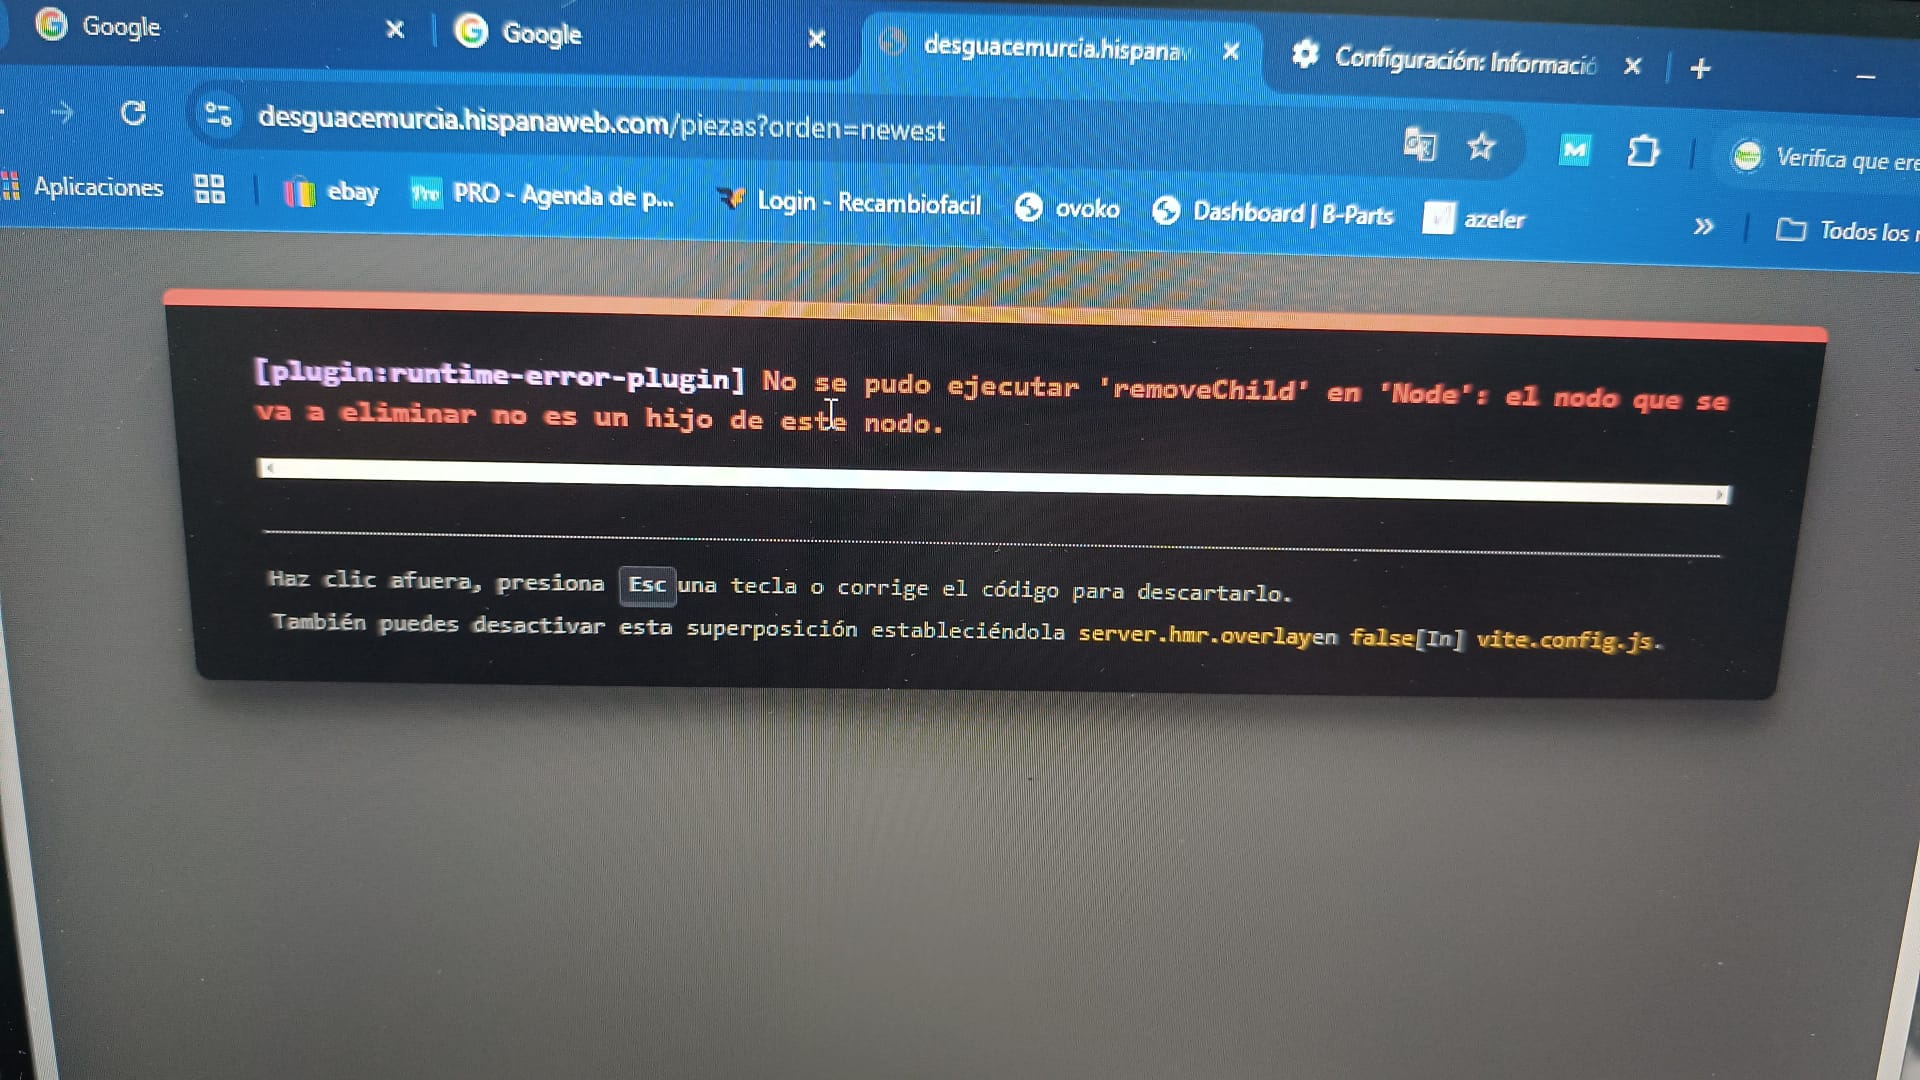 Google
Google
desguacemurcia.hispana
Configuración: Informació
desguacemurcia.hispanaweb.com/piezas?orden=newest
Verifica que ere
Aplicaciones
ebay
Pro
PRO - Agenda de p...
Login - Recambiofacil
ovoko
Dashboard | B-Parts
azeler
Todos los
[plugin:runtime-error-plugin] No se pudo ejecutar 'removeChild' en 'Node': el nodo que se
va a eliminar no es un hijo de este nodo.
Haz clic afuera, presiona Esc una tecla o corrige el código para descartarlo.
También puedes desactivar esta superposición estableciéndola server.hmr.overlayen false[In] vite.config.js.